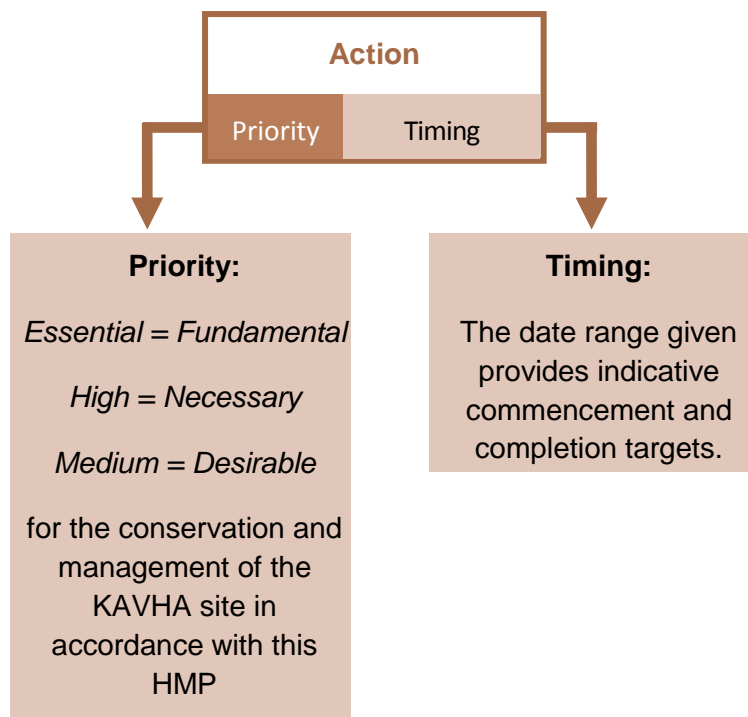 Action
Priority Timing
Priority:
Essential = Fundamental
High = Necessary
Medium = Desirable
for the conservation and
management of the
KAVHA site in
accordance with this
HMP
Timing:
The date range given
provides indicative
commencement and
completion targets.